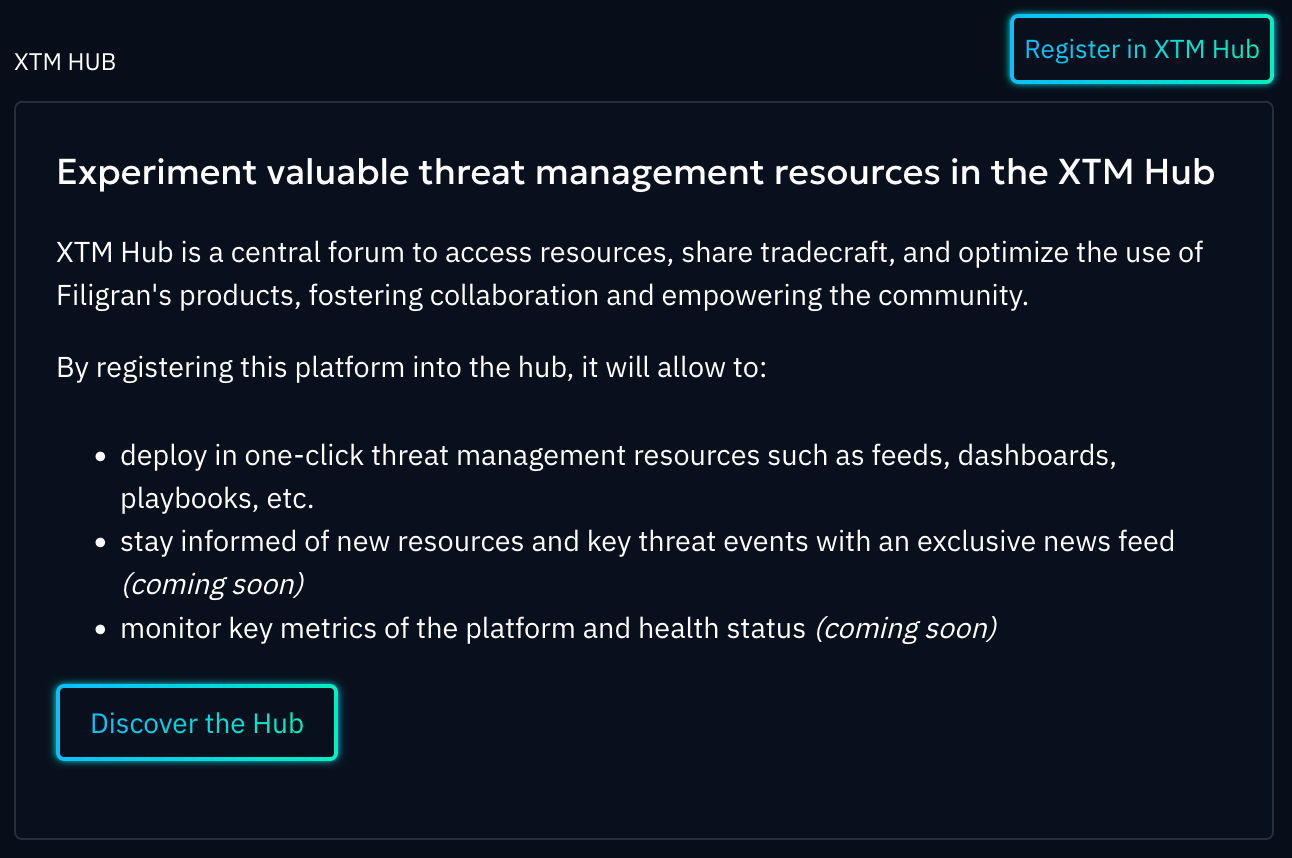 XTM HUB
Register in XTM Hub
Experiment valuable threat management resources in the XTM Hub
XTM Hub is a central forum to access resources, share tradecraft, and optimize the use of
Filigran's products, fostering collaboration and empowering the community.
By registering this platform into the hub, it will allow to:
• deploy in one-click threat management resources such as feeds, dashboards,
playbooks, etc.
• stay informed of new resources and key threat events with an exclusive news feed
(coming soon)
• monitor key metrics of the platform and health status (coming soon)
Discover the Hub